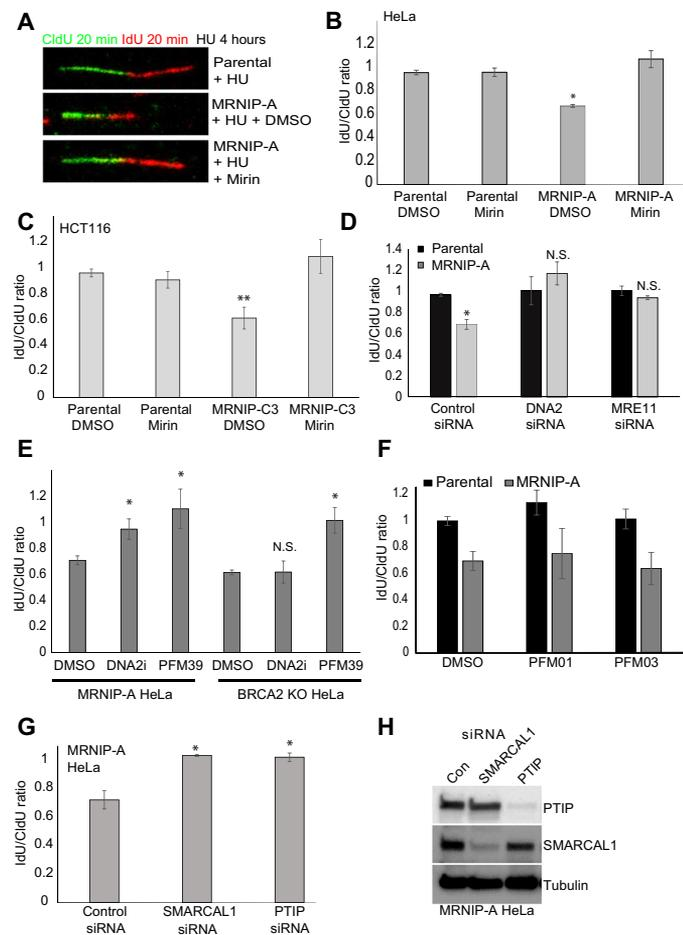 A
CldU 20 min IdU 20 min HU 4 hours
Parental
+ HU
MRNIP-A
+ HU + DMSO
MRNIP-A
+ HU
+ Mirin
B
HeLa
IdU/CldU ratio
1.2
1
0.8
0.6
0.4
0.2
0
*
Parental
DMSO
Parental
Mirin
MRNIP-A
DMSO
MRNIP-A
Mirin
C
HCT116
IdU/CldU ratio
1.2
1
0.8
0.6
0.4
0.2
0
**
Parental
DMSO
Parental
Mirin
MRNIP-C3
DMSO
MRNIP-C3
Mirin
D
Parental
MRNIP-A
IdU/CldU ratio
1.4
1.2
1
0.8
0.6
0.4
0.2
0
*
N.S.
N.S.
Control
siRNA
DNA2
siRNA
MRE11
siRNA
E
IdU/CldU ratio
1.2
1
0.8
0.6
0.4
0.2
0
*
*
N.S.
*
DMSO DNA2i PFM39 DMSO DNA2i PFM39
MRNIP-A HeLa BRCA2 KO HeLa
F
Parental MRNIP-A
IdU/CldU ratio
1.2
1
0.8
0.6
0.4
0.2
0
DMSO PFM01 PFM03
G
MRNIP-A
HeLa
IdU/CldU ratio
1
0.8
0.6
0.4
0.2
0
*
*
Control
siRNA
SMARCAL1
siRNA
PTIP
siRNA
H
siRNA
Con SMARCAL1 PTIP
PTIP
SMARCAL1
Tubulin
MRNIP-A HeLa